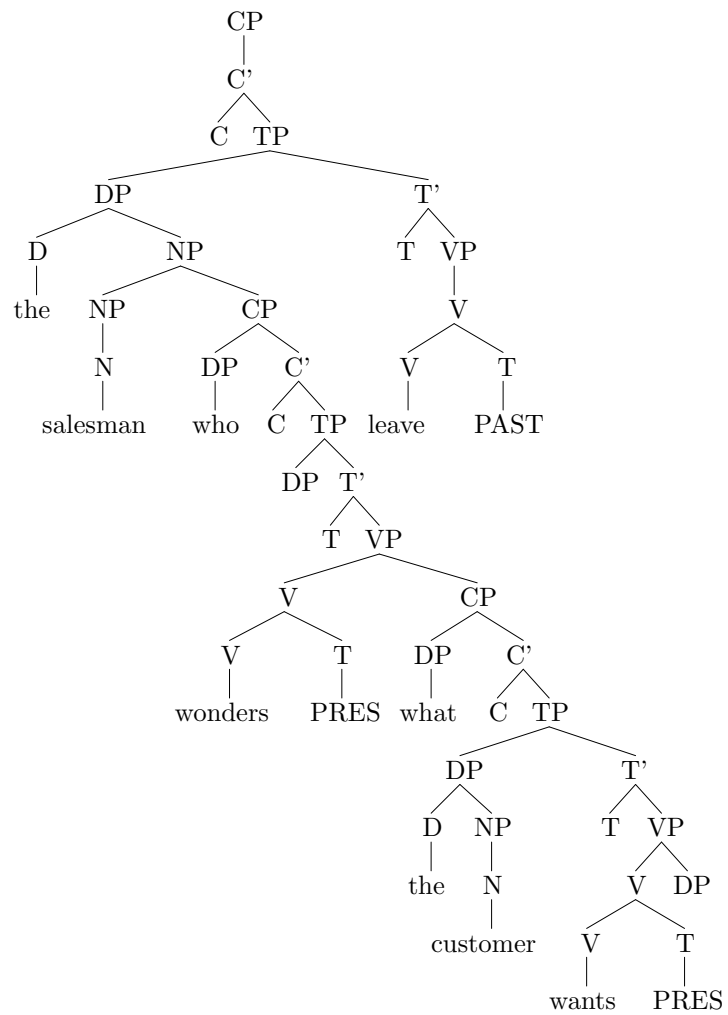 CP
C'
C TP
DP T'
D NP T VP
the NP CP V
N DP C' V T
salesman who C TP leave PAST
DP T'
T VP
V CP
V T DP C'
wonders PRES what C TP
DP T'
D NP T VP
the N V DP
customer V T
wants PRES